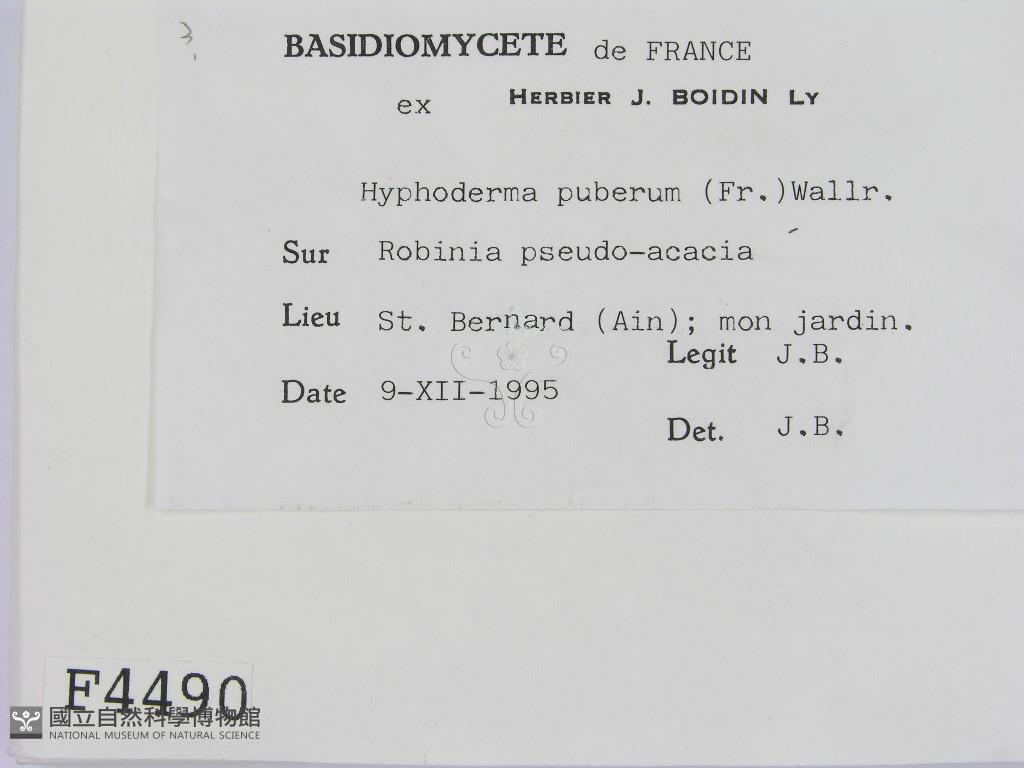 3.
BASIDIOMYCETE de FRANCE
ex HERBIER J. BOIDIN LY
Hyphoderma puberum (Fr.)Wallr.
Sur Robinia pseudo-acacia
Lieu St. Bernard (Ain); mon jardin.
Legit J.B.
Date 9-XII-1995
Det. J.B.
F4490
國立自然科學博物館
NATIONAL MUSEUM OF NATURAL SCIENCE